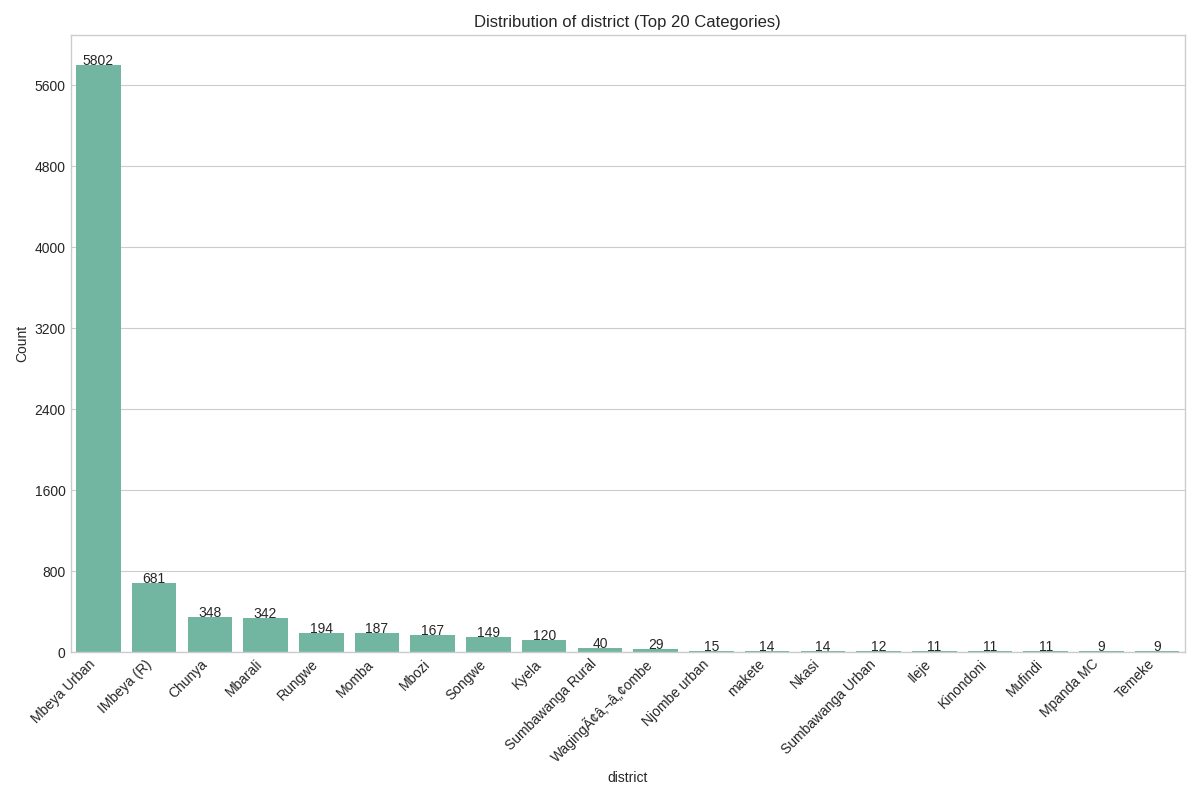 Distribution of district (Top 20 Categories)
5802
5600
4800
4000
3200
2400
1600
800
0
Count
681
348
342
194
187
167
149
120
40
29
15
14
14
12
11
11
11
9
9
Mbeya Urban
IMbeya (R)
Chunya
Mbarali
Rungwe
Momba
Mbozi
Songwe
Kyela
Sumbawanga Rural
WagingÃ¢â‚¬â„¢ombe
Njombe urban
makete
Nkasi
Sumbawanga Urban
Ileje
Kinondoni
Mufindi
Mpanda MC
Temeke
district